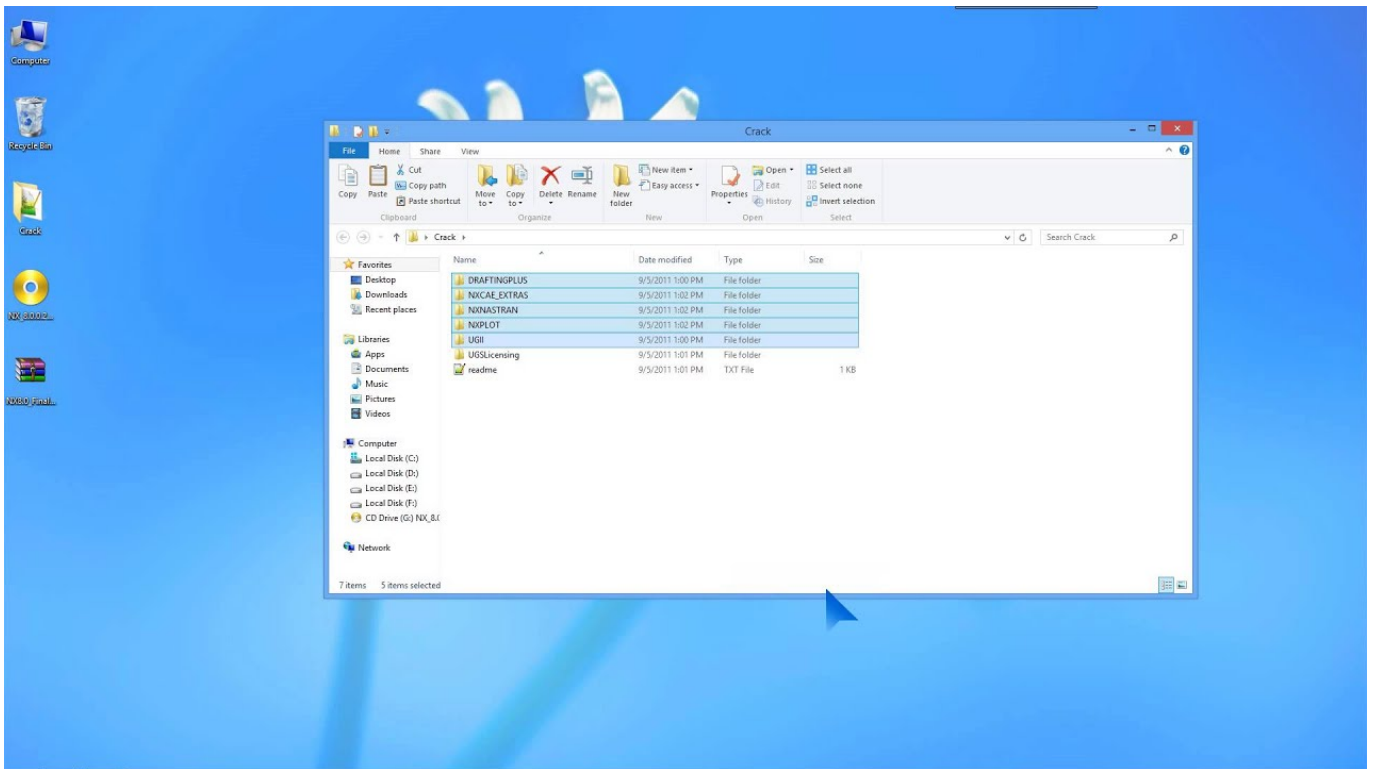 Computer
Recycle Bin
Crack
NX8.0_Final...
Crack
File Home Share View
Copy
Paste
Cut
Copy path
Paste shortcut
Clipboard
Move to
Copy to
Delete
Rename
Organize
New folder
New item
Easy access
New
Properties
Open
Edit
History
Open
Select all
Select none
Invert selection
Select
Crack
Search Crack
Favorites
Desktop
Downloads
Recent places
Libraries
Apps
Documents
Music
Pictures
Videos
Computer
Local Disk (C:)
Local Disk (D:)
Local Disk (E:)
Local Disk (F:)
CD Drive (G:) NX_8.(
Network
Name Date modified Type Size
DRAFTINGPLUS 9/5/2011 1:00 PM File folder
NXCAE_EXTRAS 9/5/2011 1:02 PM File folder
NXNASTRAN 9/5/2011 1:02 PM File folder
NXPLOT 9/5/2011 1:02 PM File folder
UGII 9/5/2011 1:00 PM File folder
UGSLicensing 9/5/2011 1:01 PM File folder
readme 9/5/2011 1:01 PM TXT File 1 KB
7 items 5 items selected